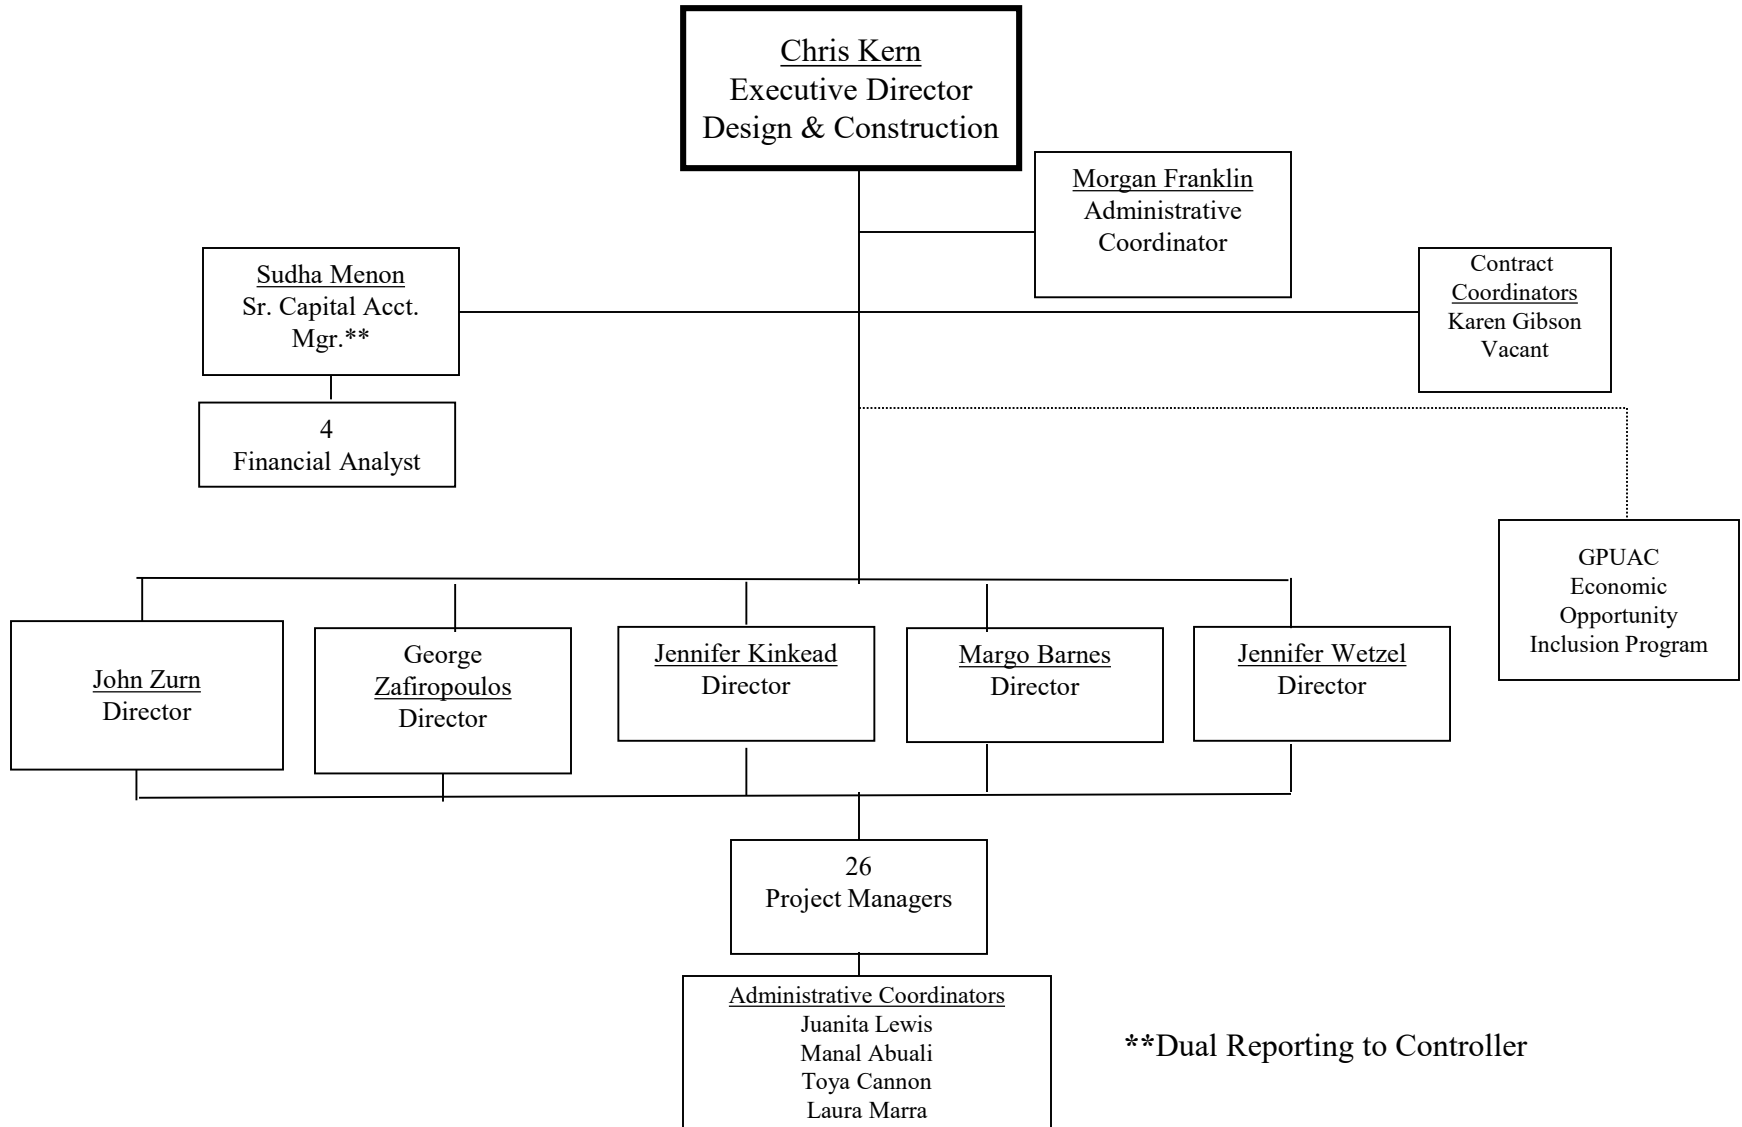 Chris Kern
Executive Director
Design & Construction
Morgan Franklin
Administrative
Coordinator
Sudha Menon
Sr. Capital Acct.
Mgr.**
Contract
Coordinators
Karen Gibson
Vacant
4
Financial Analyst
GPUAC
Economic
Opportunity
Inclusion Program
John Zurn
Director
George
Zafiropoulos
Director
Jennifer Kinkead
Director
Margo Barnes
Director
Jennifer Wetzel
Director
26
Project Managers
Administrative Coordinators
Juanita Lewis
Manal Abuali
Toya Cannon
Laura Marra
**Dual Reporting to Controller